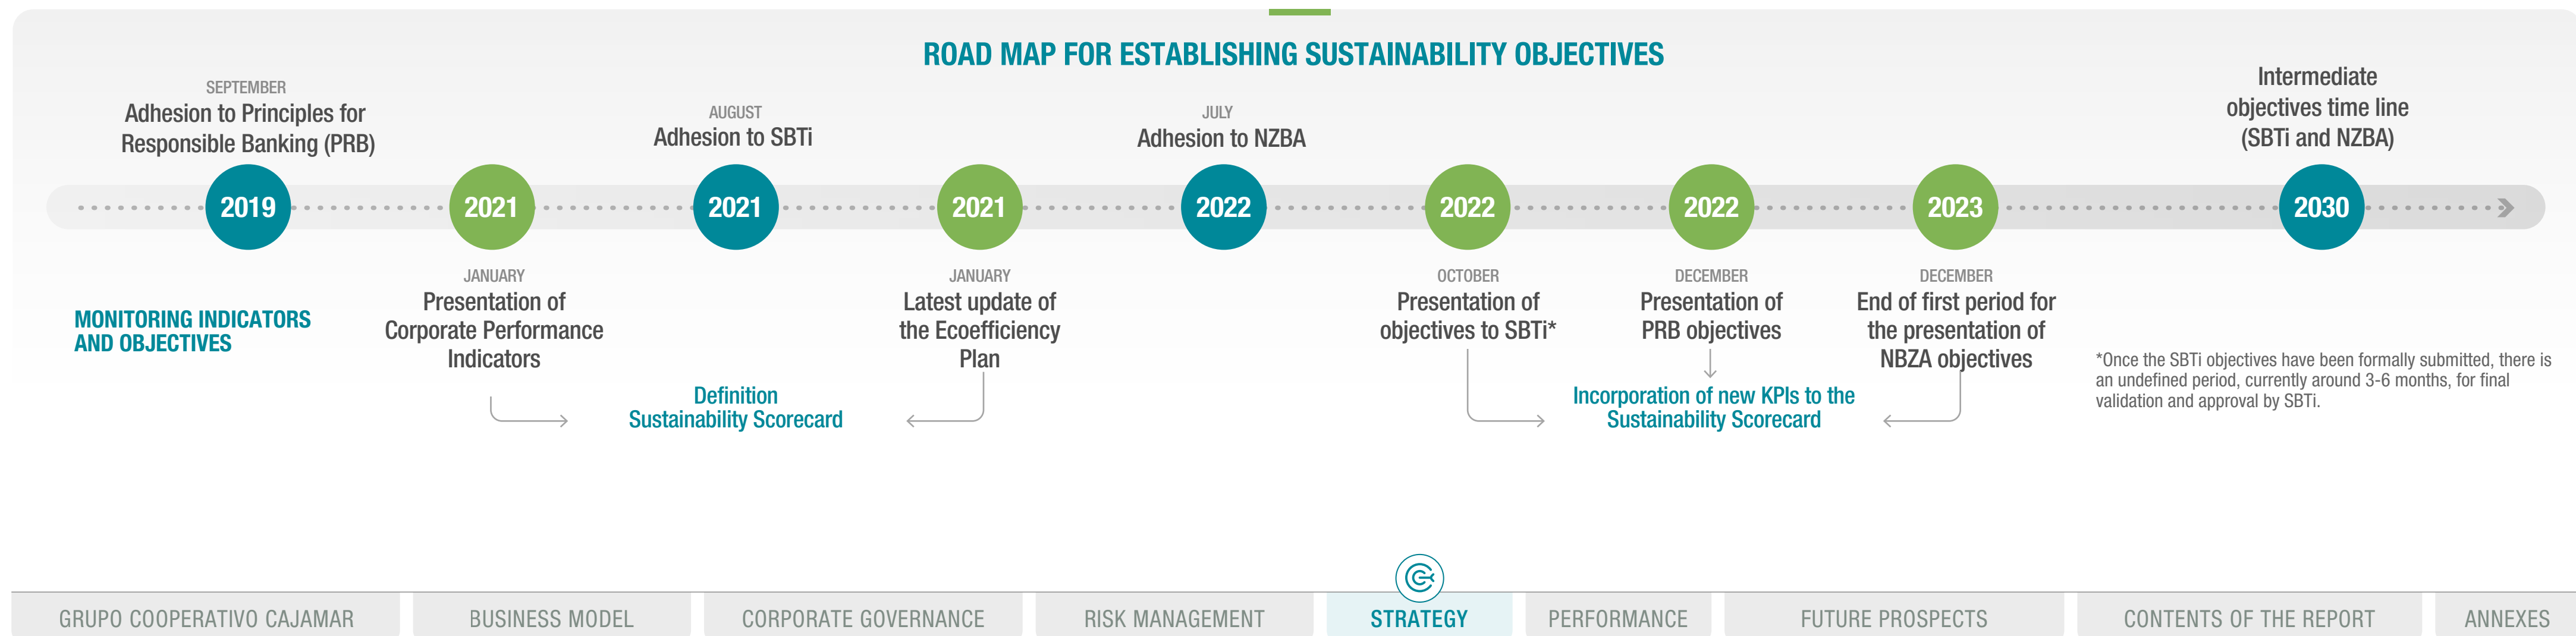 ROAD MAP FOR ESTABLISHING SUSTAINABILITY OBJECTIVES
SEPTEMBER
Adhesion to Principles for
Responsible Banking (PRB)
AUGUST
Adhesion to SBTi
JULY
Adhesion to NZBA
Intermediate
objectives time line
(SBTi and NZBA)
2019
2021
2021
2021
2022
2022
2022
2023
2030
MONITORING INDICATORS
AND OBJECTIVES
JANUARY
Presentation of
Corporate Performance
Indicators
JANUARY
Latest update of
the Ecoefficiency
Plan
Definition
Sustainability Scorecard
OCTOBER
Presentation of
objectives to SBTi*
DECEMBER
Presentation of
PRB objectives
DECEMBER
End of first period for
the presentation of
NBZA objectives
Incorporation of new KPIs to the
Sustainability Scorecard
*Once the SBTi objectives have been formally submitted, there is
an undefined period, currently around 3-6 months, for final
validation and approval by SBTi.
GRUPO COOPERATIVO CAJAMAR
BUSINESS MODEL
CORPORATE GOVERNANCE
RISK MANAGEMENT
STRATEGY
PERFORMANCE
FUTURE PROSPECTS
CONTENTS OF THE REPORT
ANNEXES